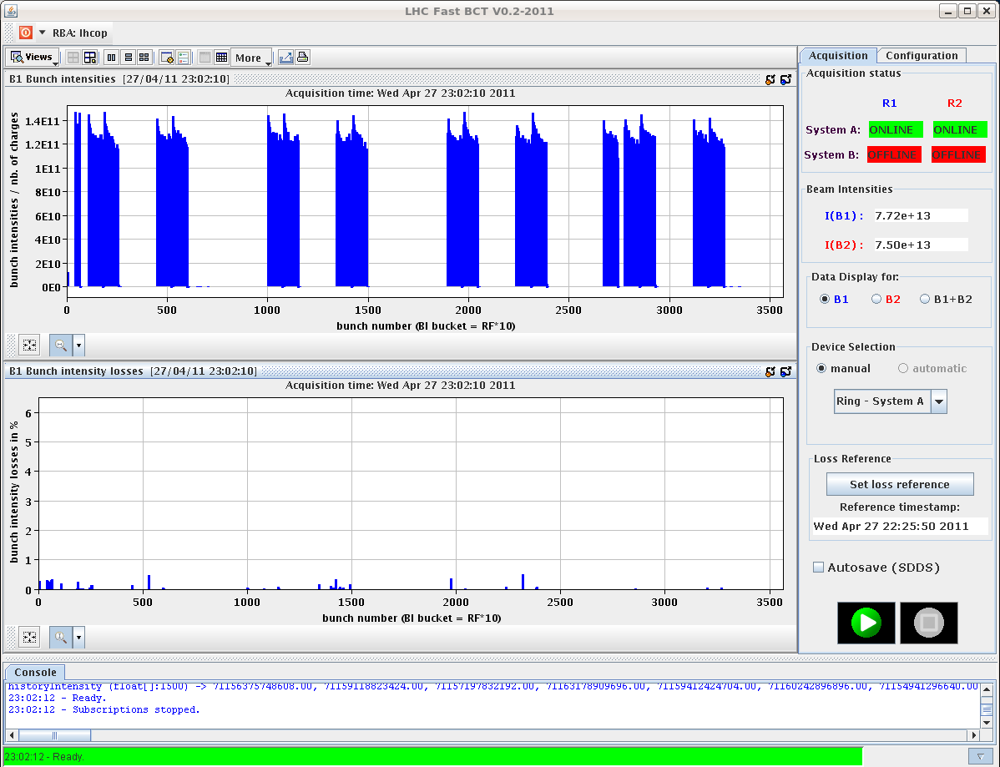 LHC Fast BCT V0.2-2011
RBA: lhcop
Views
More
B1 Bunch intensities [27/04/11 23:02:10]
Acquisition time: Wed Apr 27 23:02:10 2011
bunch intensities / nb. of charges
1.4E11
1.2E11
1E11
8E10
6E10
4E10
2E10
0E0
0 500 1000 1500 2000 2500 3000 3500
bunch number (BI bucket = RF*10)
B1 Bunch intensity losses [27/04/11 23:02:10]
Acquisition time: Wed Apr 27 23:02:10 2011
bunch intensity losses in %
6
5
4
3
2
1
0
0 500 1000 1500 2000 2500 3000 3500
bunch number (BI bucket = RF*10)
Acquisition Configuration
Acquisition status
R1 R2
System A: ONLINE ONLINE
System B: OFFLINE OFFLINE
Beam Intensities
I(B1): 7.72e+13
I(B2): 7.50e+13
Data Display for:
B1 B2 B1+B2
Device Selection
manual automatic
Ring - System A
Loss Reference
Set loss reference
Reference timestamp:
Wed Apr 27 22:25:50 2011
Autosave (SDDS)
Console
historyIntensity (float[]:1500) -> 71156375748608.00, 71159118823424.00, 71157197832192.00, 71163178909696.00, 71159412424704.00, 71160242896896.00, 71154941296640.00
23:02:12 - Ready.
23:02:12 - Subscriptions stopped.
23:02:12 - Ready.